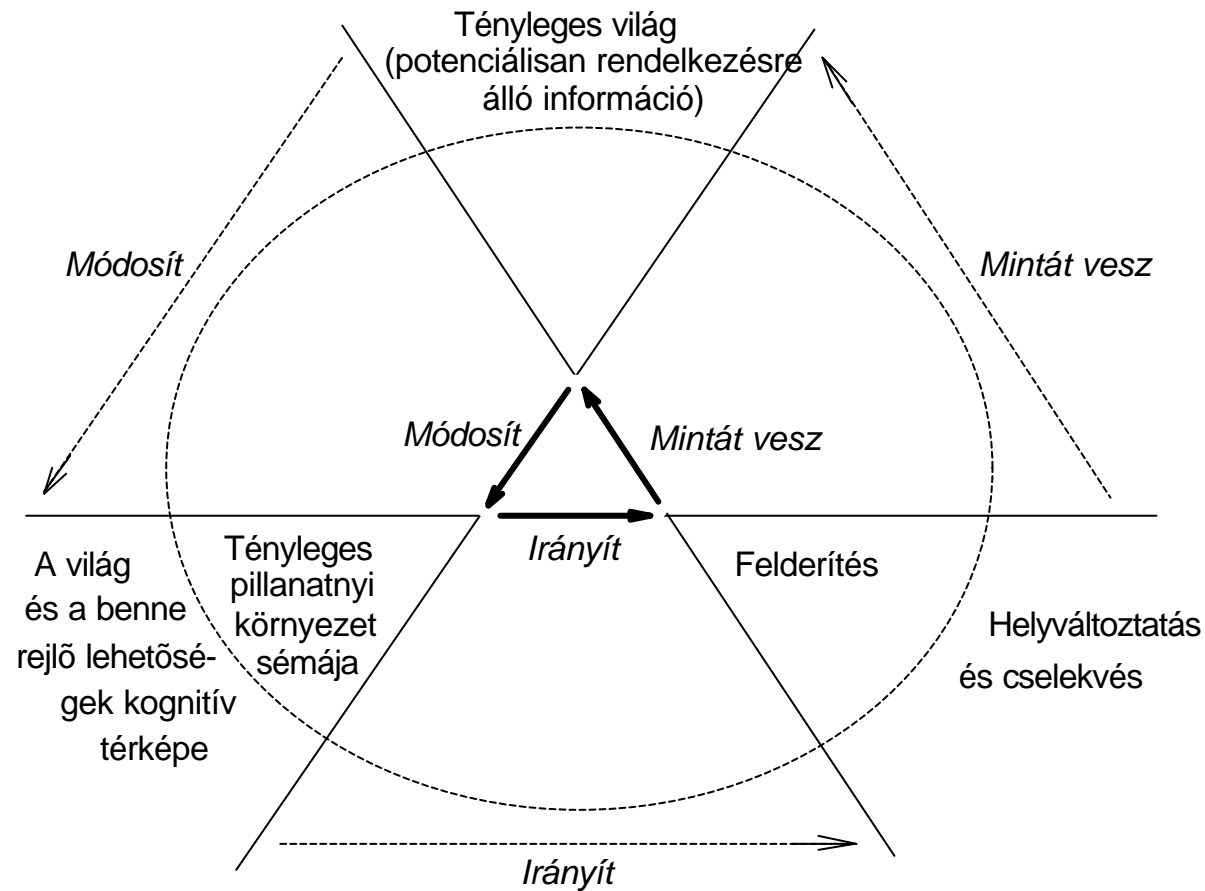 Tényleges világ
(potenciálisan rendelkezésre
álló információ)
Módosít
Mintát vesz
Módosít
Mintát vesz
Irányít
A világ
és a benne
rejlõ lehetõsé-
gek kognitív
térképe
Tényleges
pillanatnyi
környezet
sémája
Felderítés
Helyváltoztatás
és cselekvés
Irányít